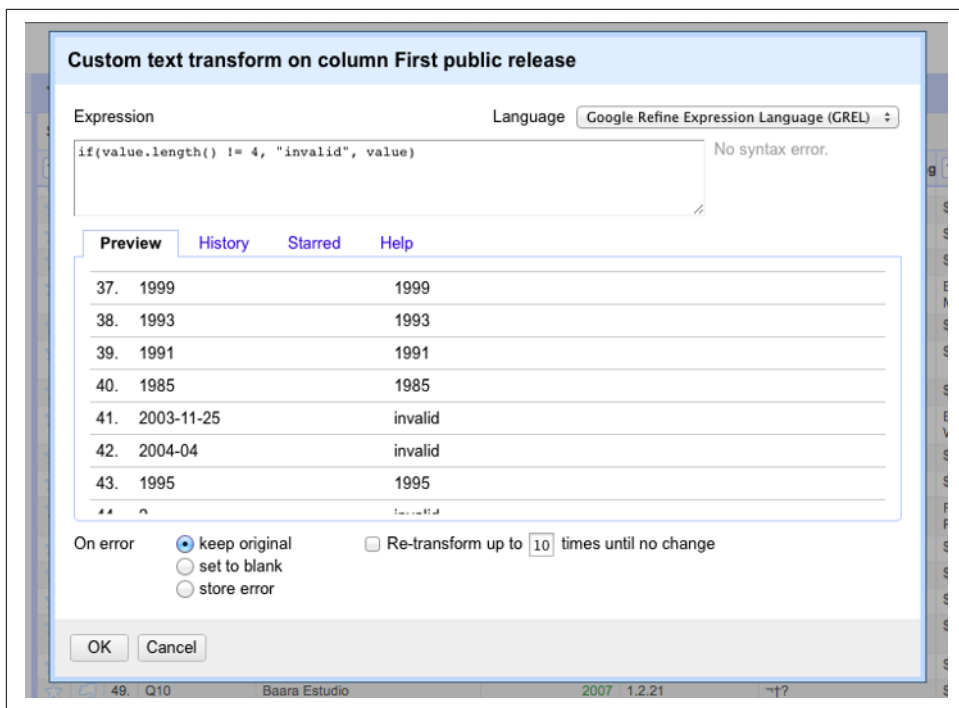 Custom text transform on column First public release
Expression
Language Google Refine Expression Language (GREL)
if(value.length() != 4, "invalid", value)
No syntax error.
Preview History Starred Help
37. 1999 1999
38. 1993 1993
39. 1991 1991
40. 1985 1985
41. 2003-11-25 invalid
42. 2004-04 invalid
43. 1995 1995
44. ? invalid
On error keep original Re-transform up to 10 times until no change
set to blank
store error
OK Cancel
49. Q10 Baara Estudio 2007 1.2.21 ¬†?